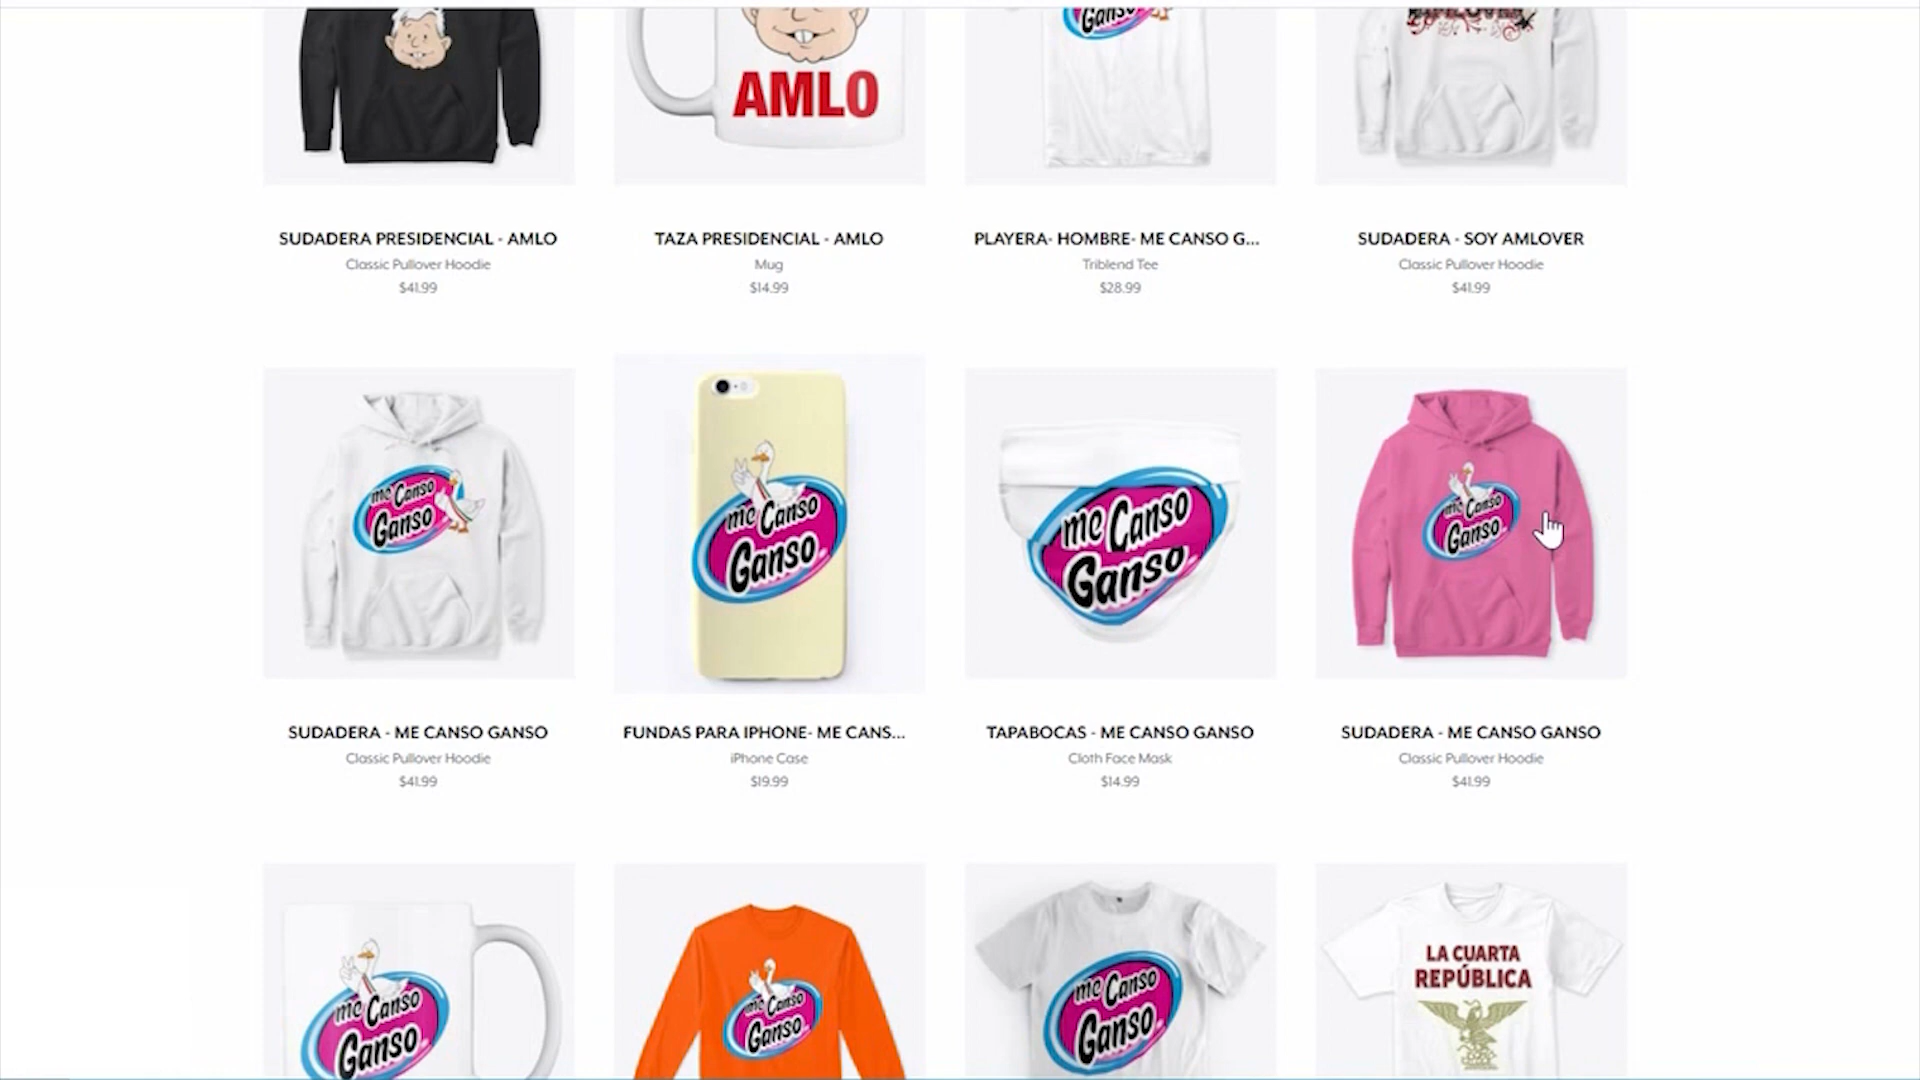 Ganso
AMLO
SUDADERA PRESIDENCIAL - AMLO
Classic Pullover Hoodie
$41.99
TAZA PRESIDENCIAL - AMLO
Mug
$14.99
PLAYERA- HOMBRE- ME CANSO G...
Triblend Tee
$28.99
SUDADERA - SOY AMLOVER
Classic Pullover Hoodie
$41.99
me Canso
Ganso
me Canso
Ganso
me Canso
Ganso
me Canso
Ganso
SUDADERA - ME CANSO GANSO
Classic Pullover Hoodie
$41.99
FUNDAS PARA IPHONE- ME CANS...
iPhone Case
$19.99
TAPABOCAS - ME CANSO GANSO
Cloth Face Mask
$14.99
SUDADERA - ME CANSO GANSO
Classic Pullover Hoodie
$41.99
me Canso
Ganso
me Canso
Ganso
me Canso
Ganso
LA CUARTA
REPÚBLICA